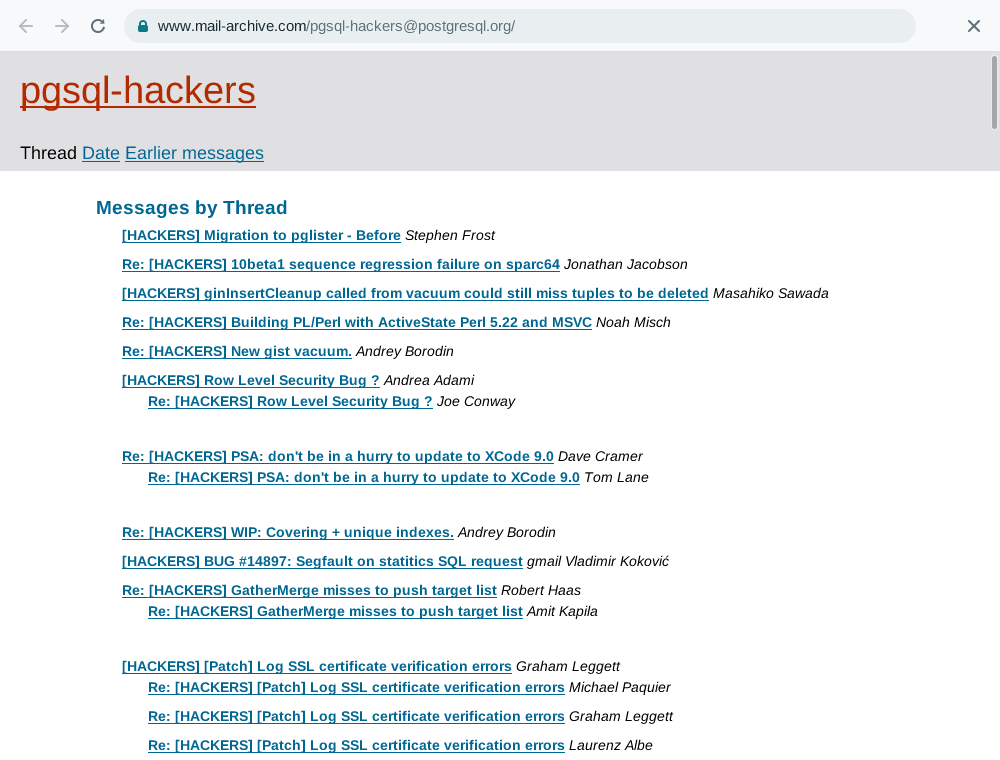 www.mail-archive.com/pgsql-hackers@postgresql.org/
pgsql-hackers
Thread Date Earlier messages
Messages by Thread
[HACKERS] Migration to pglister - Before Stephen Frost
Re: [HACKERS] 10beta1 sequence regression failure on sparc64 Jonathan Jacobson
[HACKERS] ginInsertCleanup called from vacuum could still miss tuples to be deleted Masahiko Sawada
Re: [HACKERS] Building PL/Perl with ActiveState Perl 5.22 and MSVC Noah Misch
Re: [HACKERS] New gist vacuum. Andrey Borodin
[HACKERS] Row Level Security Bug ? Andrea Adami
Re: [HACKERS] Row Level Security Bug ? Joe Conway
Re: [HACKERS] PSA: don't be in a hurry to update to XCode 9.0 Dave Cramer
Re: [HACKERS] PSA: don't be in a hurry to update to XCode 9.0 Tom Lane
Re: [HACKERS] WIP: Covering + unique indexes. Andrey Borodin
[HACKERS] BUG #14897: Segfault on statitics SQL request gmail Vladimir Koković
Re: [HACKERS] GatherMerge misses to push target list Robert Haas
Re: [HACKERS] GatherMerge misses to push target list Amit Kapila
[HACKERS] [Patch] Log SSL certificate verification errors Graham Leggett
Re: [HACKERS] [Patch] Log SSL certificate verification errors Michael Paquier
Re: [HACKERS] [Patch] Log SSL certificate verification errors Graham Leggett
Re: [HACKERS] [Patch] Log SSL certificate verification errors Laurenz Albe